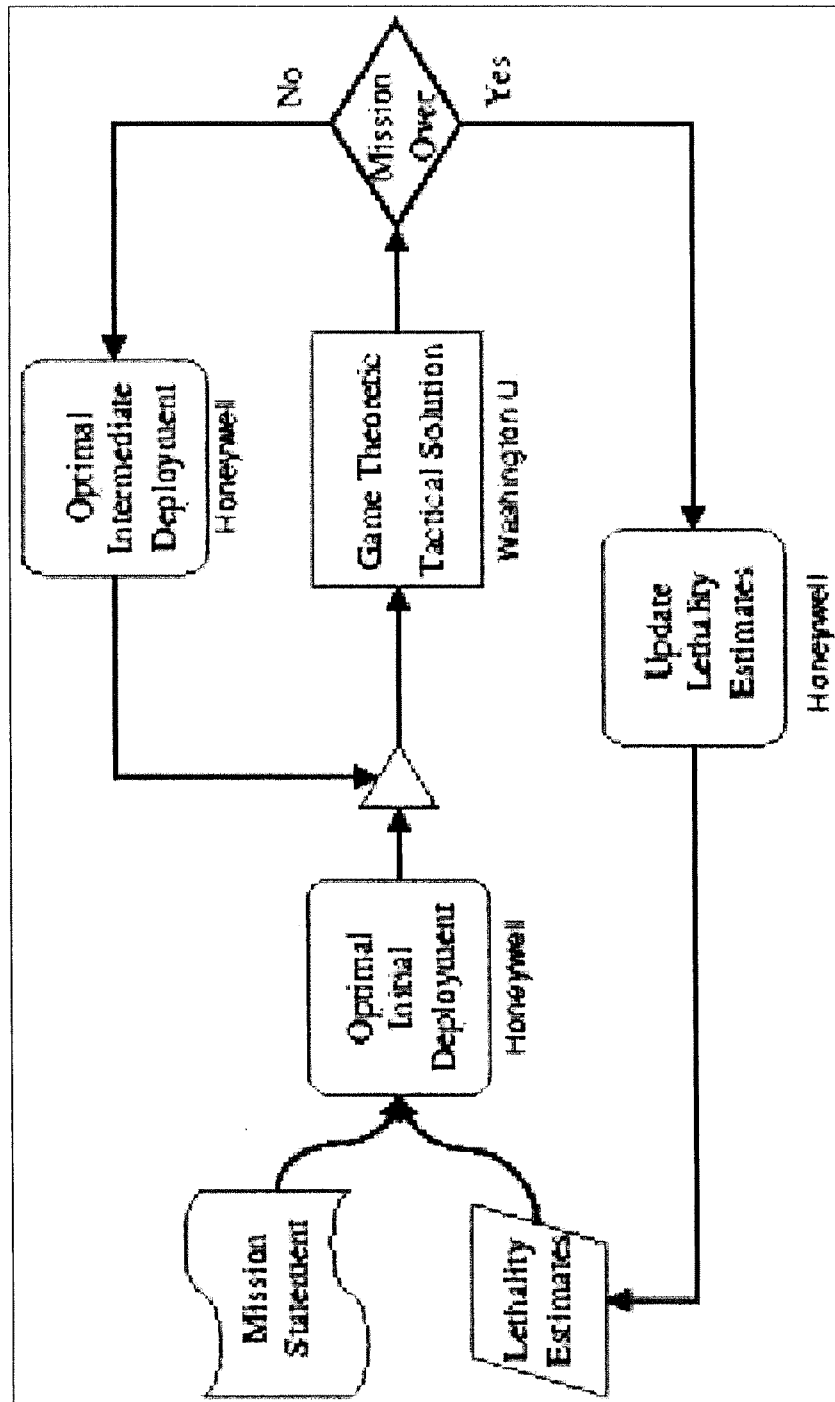 Mission
Statement
Lethality
Estimates
Optimal
Initial
Deployment
Honeywell
Optimal
Intermediate
Deployment
Honeywell
Game Theoretic
Tactical Solution
Washington U
Mission
Over
No
Yes
Update
Lethality
Estimates
Honeywell